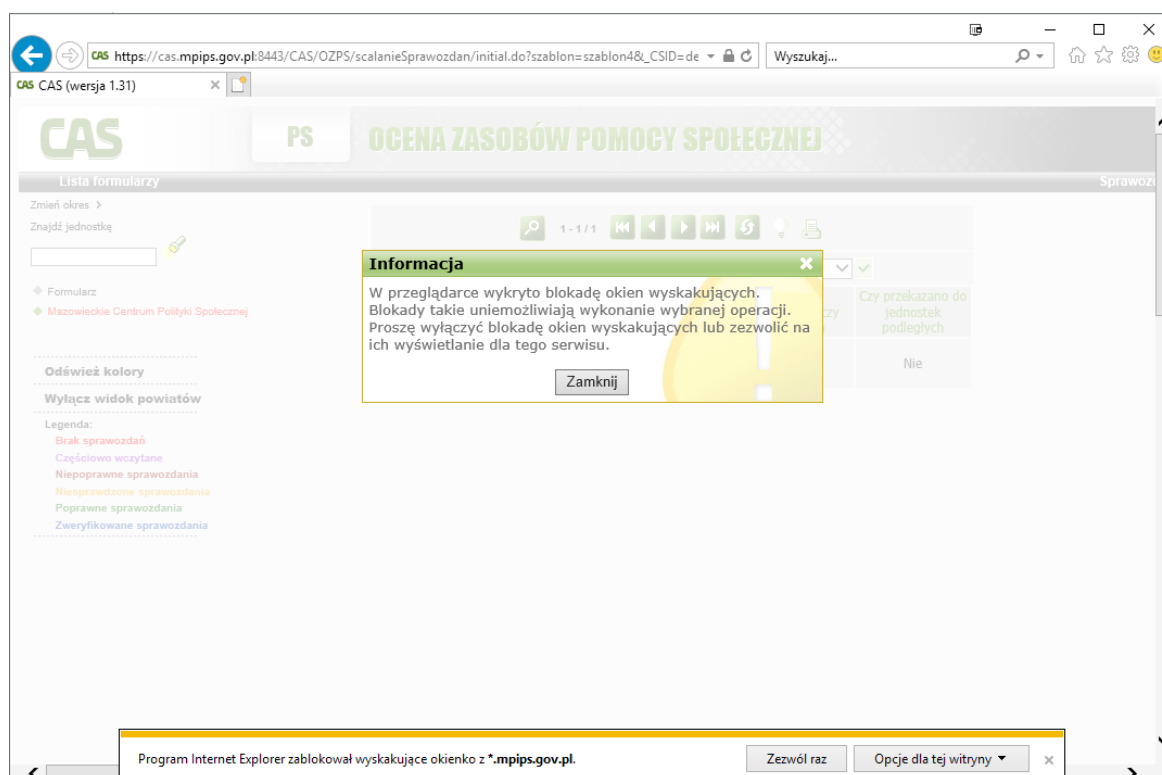 https://cas.mpips.gov.pl:8443/CAS/OZPS/scalanieSprawozdan/initial.do?szablon=szablon4&_CSID=de
Wyszukaj...
CAS CAS (wersja 1.31)
CAS
PS
OCENA ZASOBÓW POMOCY SPOŁECZNEJ
Lista formularzy
Sprawozd
Zmień okres
Znajdź jednostkę
1-1/1
Informacja
W przeglądarce wykryto blokadę okien wyskakujących.
Blokady takie uniemożliwiają wykonanie wybranej operacji.
Proszę wyłączyć blokadę okien wyskakujących lub zezwolić na
ich wyświetlanie dla tego serwisu.
Zamknij
Formularz
Mazowieckie Centrum Polityki Społecznej
Czy przekazano do
jednostek
podległych
Nie
Odśwież kolory
Wyłącz widok powiatów
Legenda:
Brak sprawozdań
Częściowo wczytane
Niepoprawne sprawozdania
Niesprawdzone sprawozdania
Poprawne sprawozdania
Zweryfikowane sprawozdania
Program Internet Explorer zablokował wyskakujące okienko z *.mpips.gov.pl.
Zezwól raz
Opcje dla tej witryny